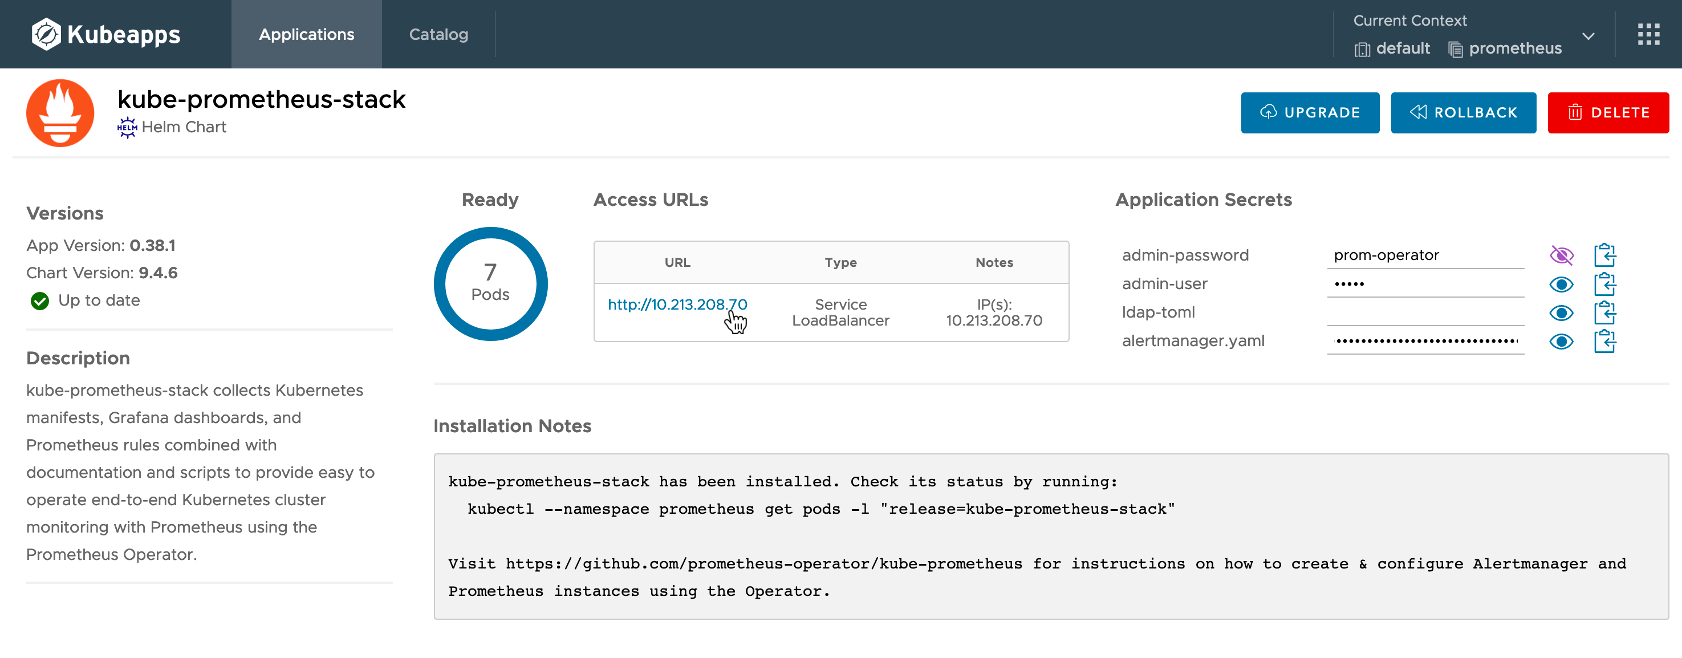 Kubeapps
Applications
Catalog
Current Context
default prometheus
kube-prometheus-stack
HELM Helm Chart
UPGRADE
ROLLBACK
DELETE
Versions
App Version: 0.38.1
Chart Version: 9.4.6
Up to date
Description
kube-prometheus-stack collects Kubernetes
manifests, Grafana dashboards, and
Prometheus rules combined with
documentation and scripts to provide easy to
operate end-to-end Kubernetes cluster
monitoring with Prometheus using the
Prometheus Operator.
Ready
7
Pods
Access URLs
URL Type Notes
http://10.213.208.70
Service
LoadBalancer
IP(s):
10.213.208.70
Application Secrets
admin-password prom-operator
admin-user •••••
ldap-toml
alertmanager.yaml
Installation Notes
kube-prometheus-stack has been installed. Check its status by running:
kubectl --namespace prometheus get pods -l "release=kube-prometheus-stack"
Visit https://github.com/prometheus-operator/kube-prometheus for instructions on how to create & configure Alertmanager and
Prometheus instances using the Operator.